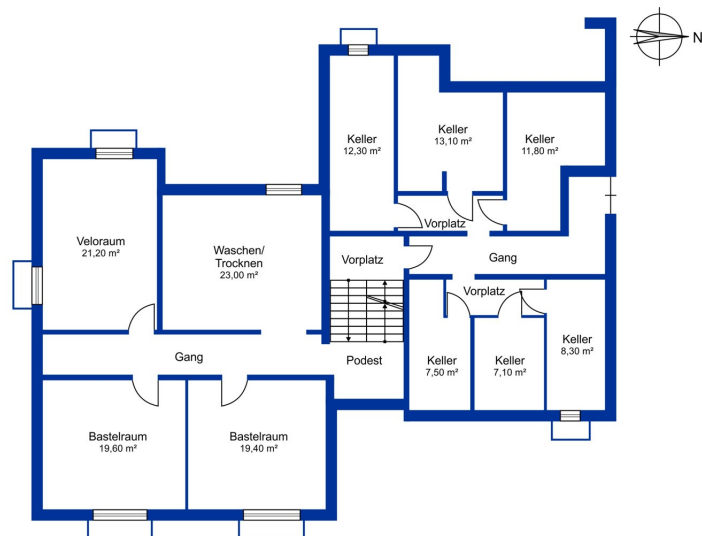 N
Keller
12,30 m²
Keller
13,10 m²
Keller
11,80 m²
Veloraum
21,20 m²
Waschen/
Trocknen
23,00 m²
Vorplatz
Vorplatz
Gang
Vorplatz
Gang
Podest
Keller
7,50 m²
Keller
7,10 m²
Keller
8,30 m²
Bastelraum
19,60 m²
Bastelraum
19,40 m²